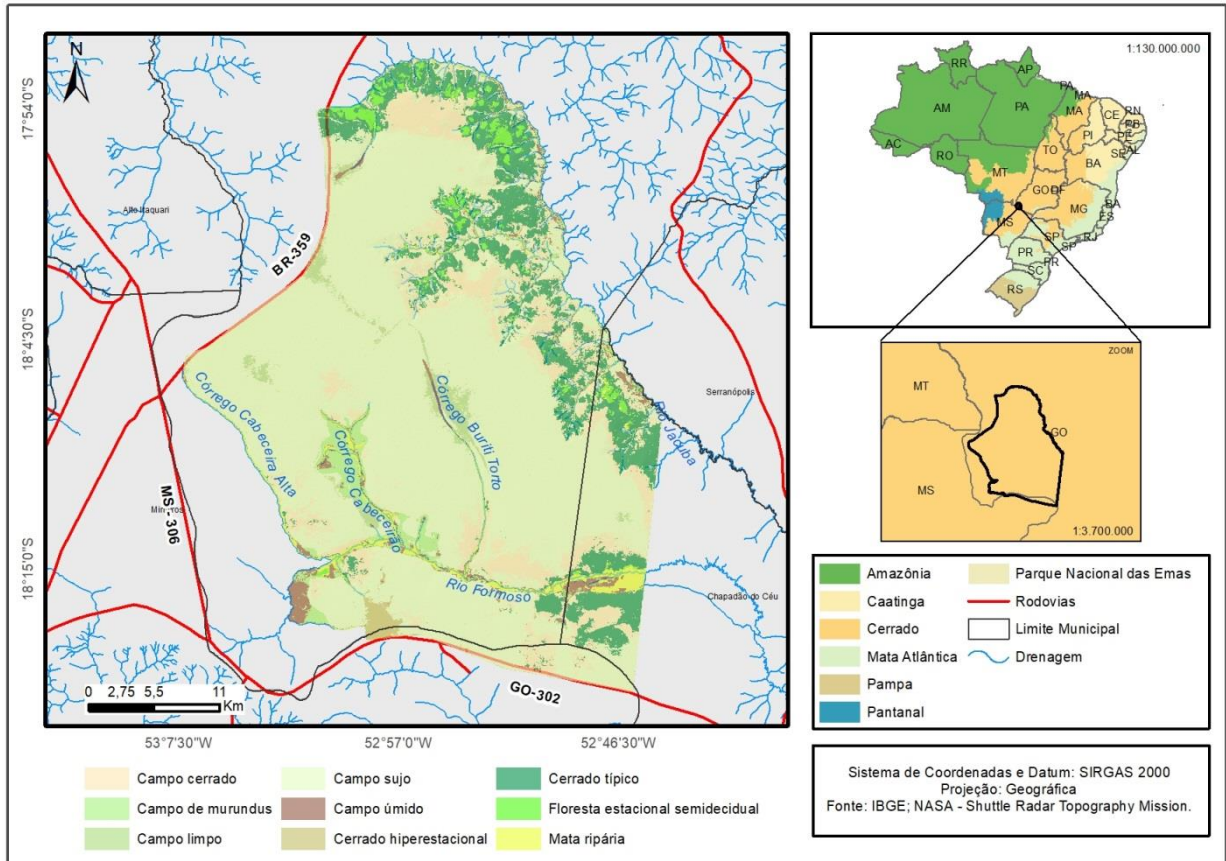 N
17°54'0"S
18°4'30"S
18°15'0"S
Alto Itaquari
BR-359
Serranópolis
Rio Jacuba
Córrego Buriti Torto
Córrego Cabeceira Alta
Córrego Cabeceirão
MS-306
Rio Formoso
Chapadão do Céu
GO-302
0 2,75 5,5 11
Km
53°7'30"W 52°57'0"W 52°46'30"W
Campo cerrado
Campo de murundus
Campo limpo
Campo sujo
Campo úmido
Cerrado hiperestacional
Cerrado típico
Floresta estacional semidecidual
Mata ripária
1:130.000.000
RR
AP
AM
PA
PA
MA
MA
CE
RN
PB
PE
AL
SE
PI
AC
RO
TO
BA
MT
GO
DF
MG
BA
ES
MS
SP
SP
RJ
PR
PR
SC
RS
ZOOM
MT
GO
MS
1:3.700.000
Amazônia
Caatinga
Cerrado
Mata Atlântica
Pampa
Pantanal
Parque Nacional das Emas
Rodovias
Limite Municipal
Drenagem
Sistema de Coordenadas e Datum: SIRGAS 2000
Projeção: Geográfica
Fonte: IBGE; NASA - Shuttle Radar Topography Mission.